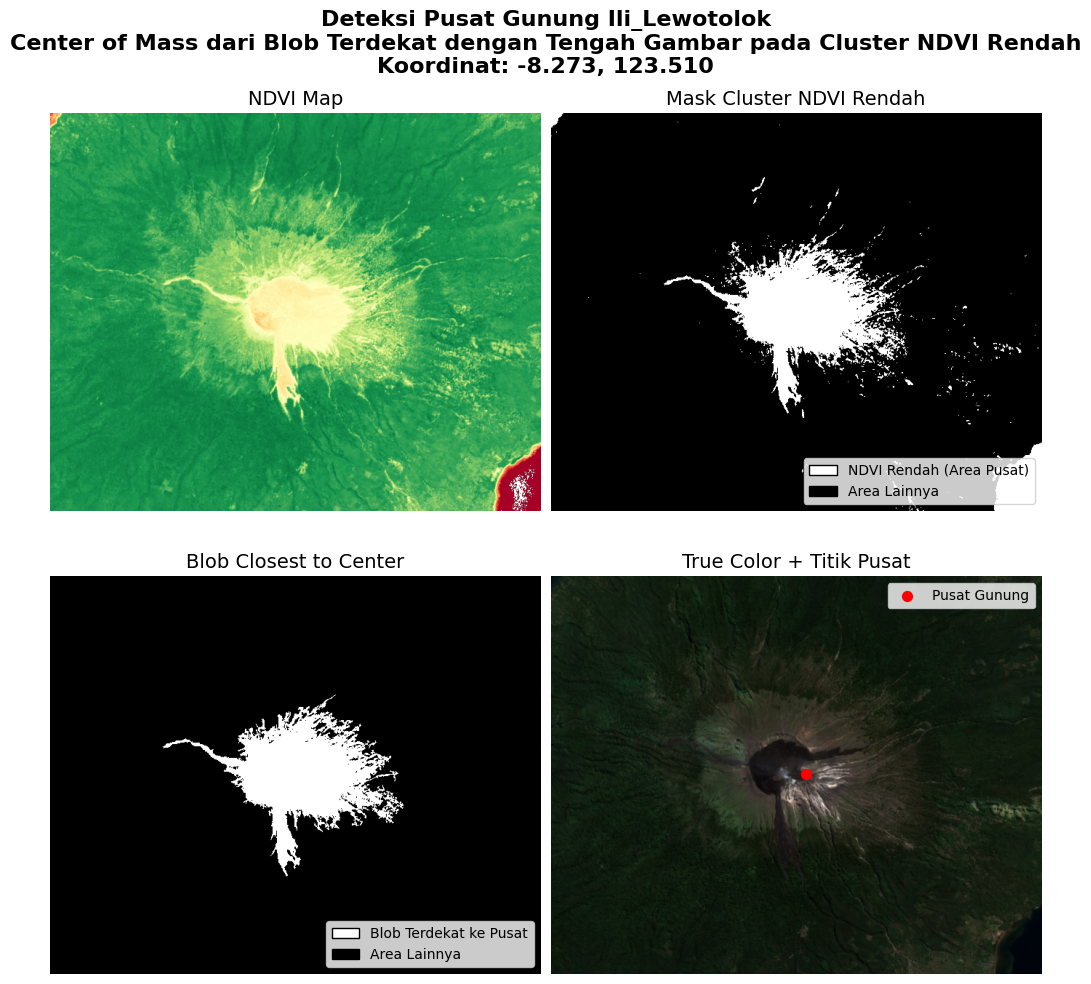 Deteksi Pusat Gunung Ili_Lewotolok
Center of Mass dari Blob Terdekat dengan Tengah Gambar pada Cluster NDVI Rendah
Koordinat: -8.273, 123.510
NDVI Map
Mask Cluster NDVI Rendah
NDVI Rendah (Area Pusat)
Area Lainnya
Blob Closest to Center
True Color + Titik Pusat
Pusat Gunung
Blob Terdekat ke Pusat
Area Lainnya